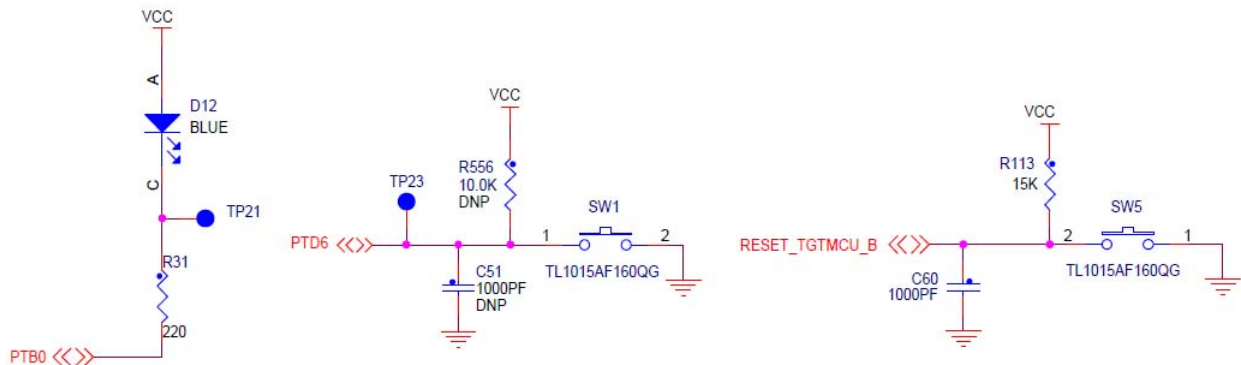 VCC
A
D12
BLUE
C
TP21
R31
220
PTB0
VCC
R556
10.0K
DNP
TP23
SW1
PTD6
1
2
TL1015AF160QG
C51
1000PF
DNP
VCC
R113
15K
SW5
RESET_TGTMCU_B
2
1
TL1015AF160QG
C60
1000PF